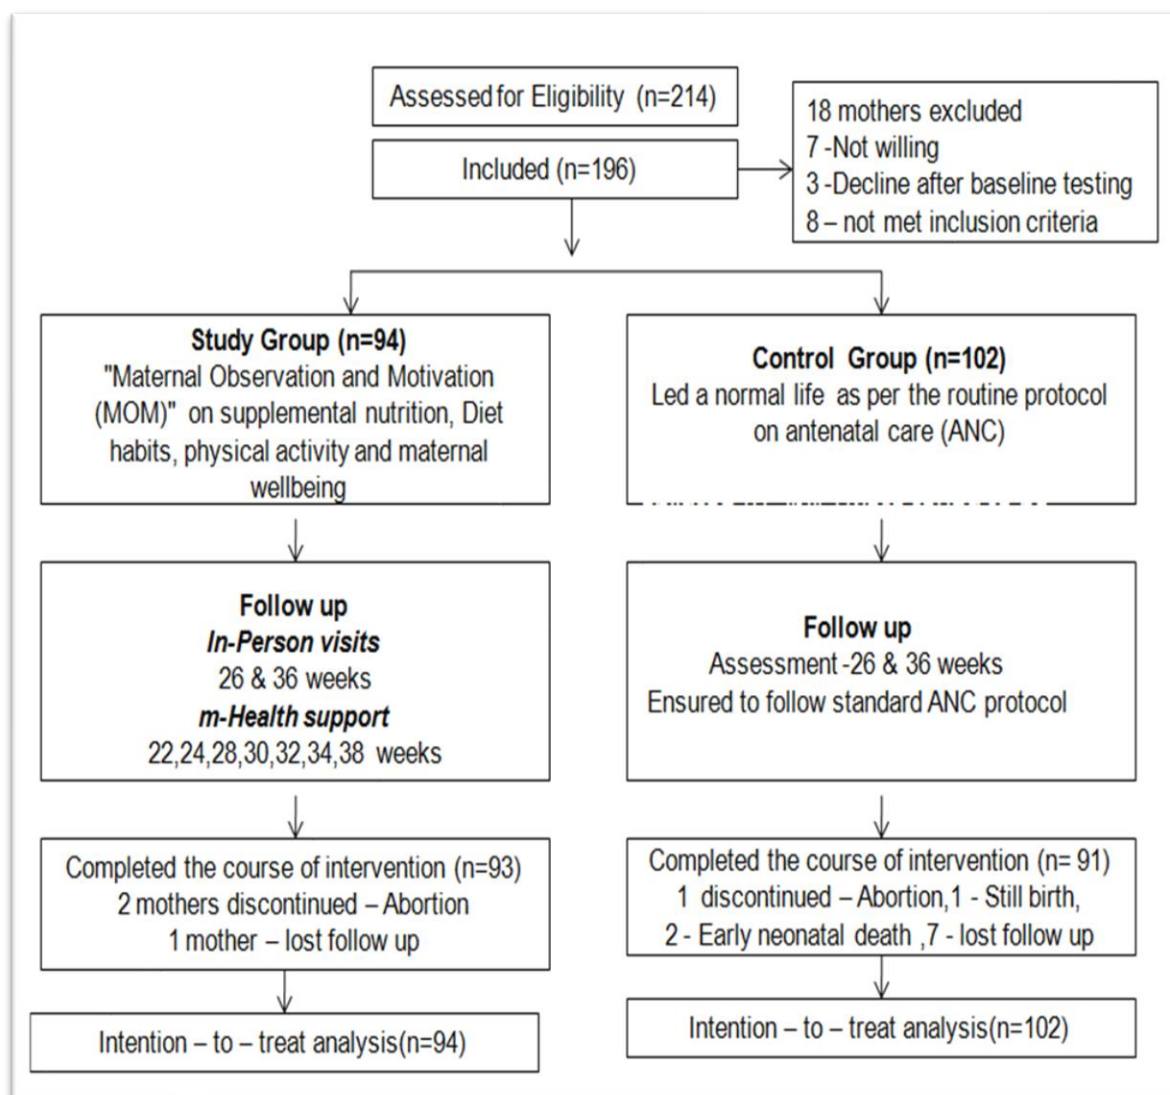 Assessed for Eligibility (n=214)
Included (n=196)
18 mothers excluded
7 -Not willing
3 -Decline after baseline testing
8 – not met inclusion criteria
Study Group (n=94)
"Maternal Observation and Motivation
(MOM)" on supplemental nutrition, Diet
habits, physical activity and maternal
wellbeing
Control Group (n=102)
Led a normal life as per the routine protocol
on antenatal care (ANC)
Follow up
In-Person visits
26 & 36 weeks
m-Health support
22,24,28,30,32,34,38 weeks
Follow up
Assessment -26 & 36 weeks
Ensured to follow standard ANC protocol
Completed the course of intervention (n=93)
2 mothers discontinued – Abortion
1 mother – lost follow up
Completed the course of intervention (n= 91)
1 discontinued – Abortion,1 - Still birth,
2 - Early neonatal death ,7 - lost follow up
Intention – to – treat analysis(n=94)
Intention – to – treat analysis(n=102)